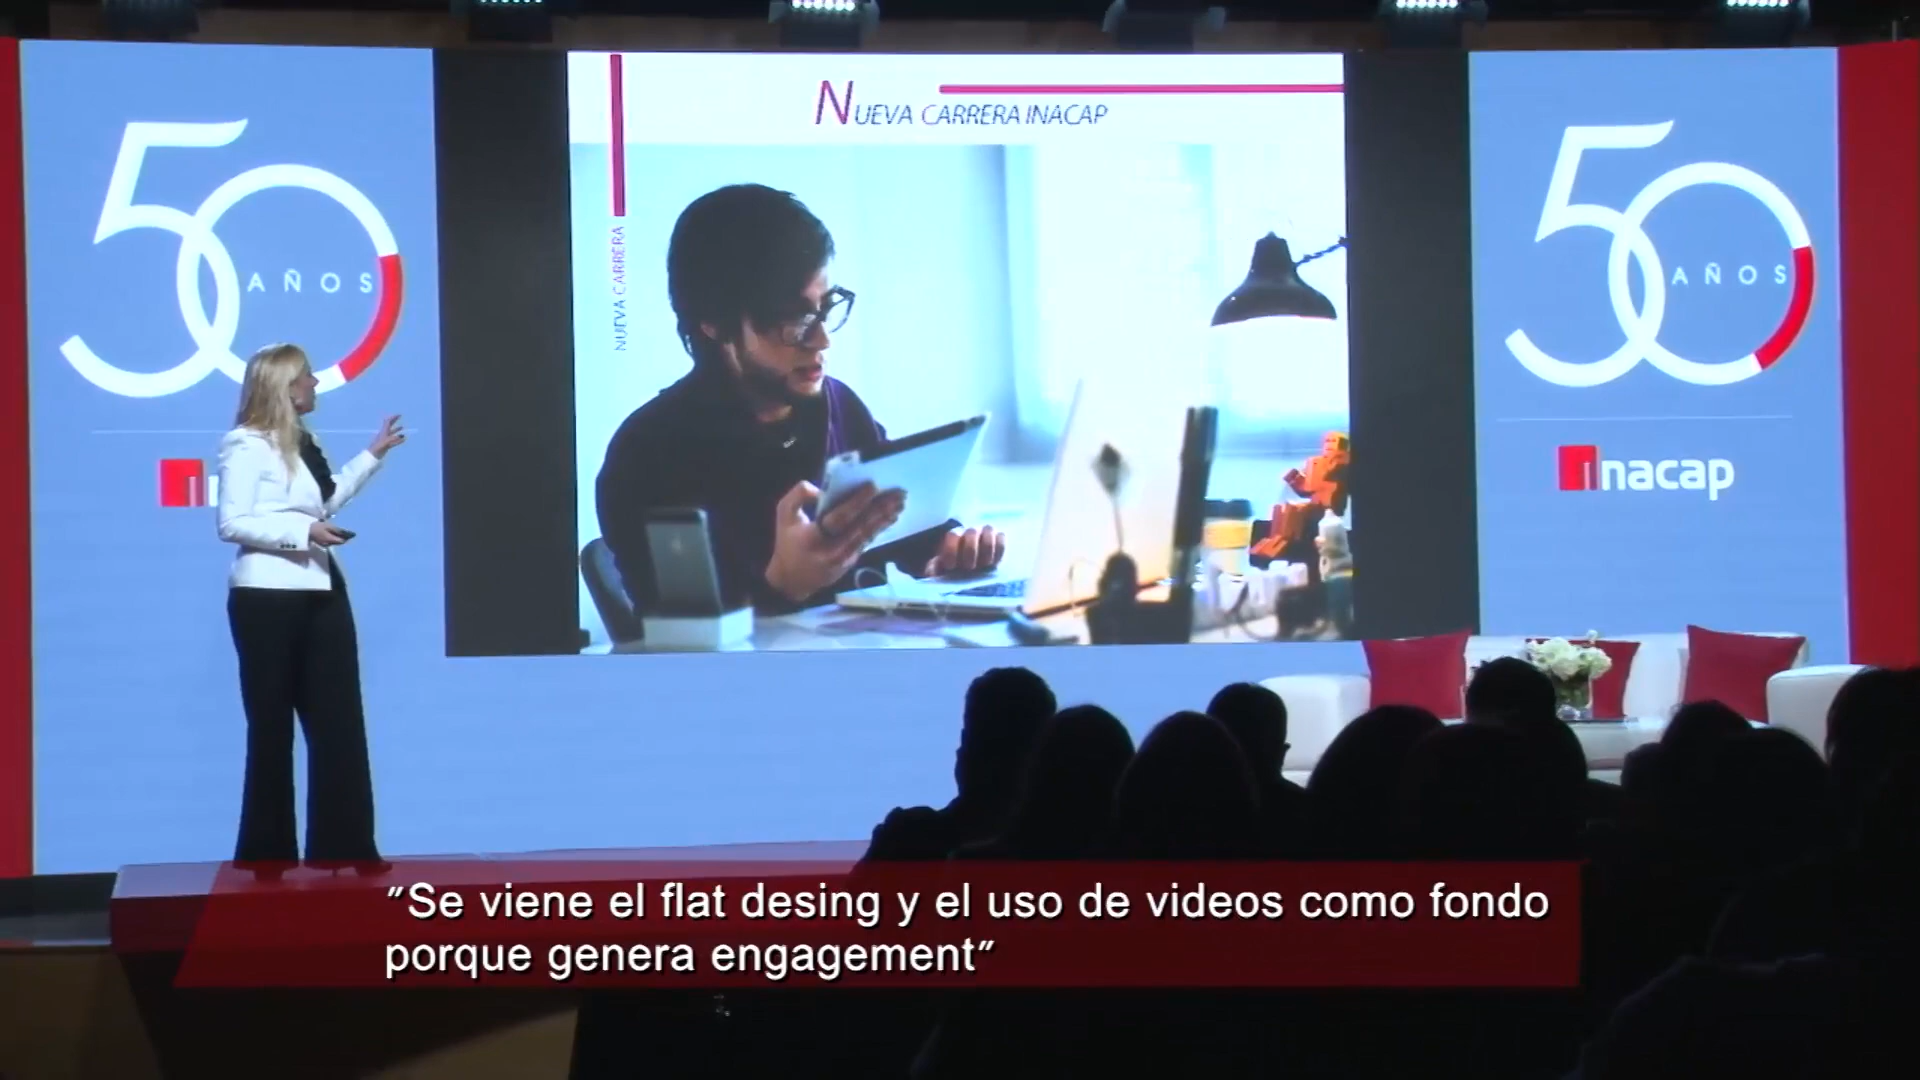 50
AÑOS
NUEVA CARRERA INACAP
NUEVA CARRERA
50
AÑOS
inacap
"Se viene el flat desing y el uso de videos como fondo
porque genera engagement"